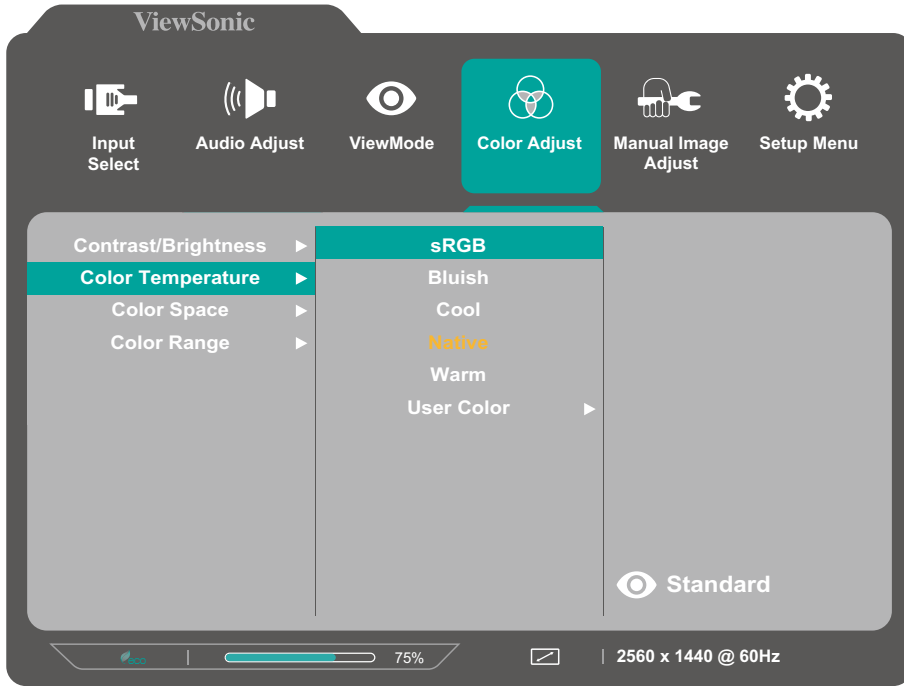 ViewSonic
Input
Select
Audio Adjust
ViewMode
Color Adjust
Manual Image
Adjust
Setup Menu
Contrast/Brightness
Color Temperature
Color Space
Color Range
sRGB
Bluish
Cool
Native
Warm
User Color
Standard
eco
75%
2560 x 1440 @ 60Hz